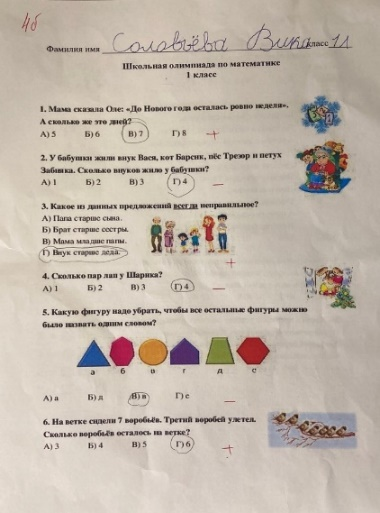 4б
Фамилия имя Соловьёва Вика класс 11
Школьная олимпиада по математике
1 класс
1. Мама сказала Оле: «До Нового года осталась ровно неделя».
А сколько же это дней?
А) 5 Б) 6 В) 7 Г) 8 +
2. У бабушки жили внук Вася, кот Барсик, пёс Трезор и петух
Забияка. Сколько внуков жило у бабушки?
А) 1 Б) 2 В) 3 Г) 4 –
3. Какое из данных предложений всегда неправильное?
А) Папа старше сына.
Б) Брат старше сестры.
В) Мама младше папы.
Г) Внук старше деда. +
4. Сколько пар лап у Шарика?
А) 1 Б) 2 В) 3 Г) 4 –
5. Какую фигуру надо убрать, чтобы все остальные фигуры можно
было назвать одним словом?
а б в г д е
А) а Б) д В) в Г) е –
6. На ветке сидели 7 воробьёв. Третий воробей улетел.
Сколько воробьёв осталось на ветке?
А) 3 Б) 4 В) 5 Г) 6 +